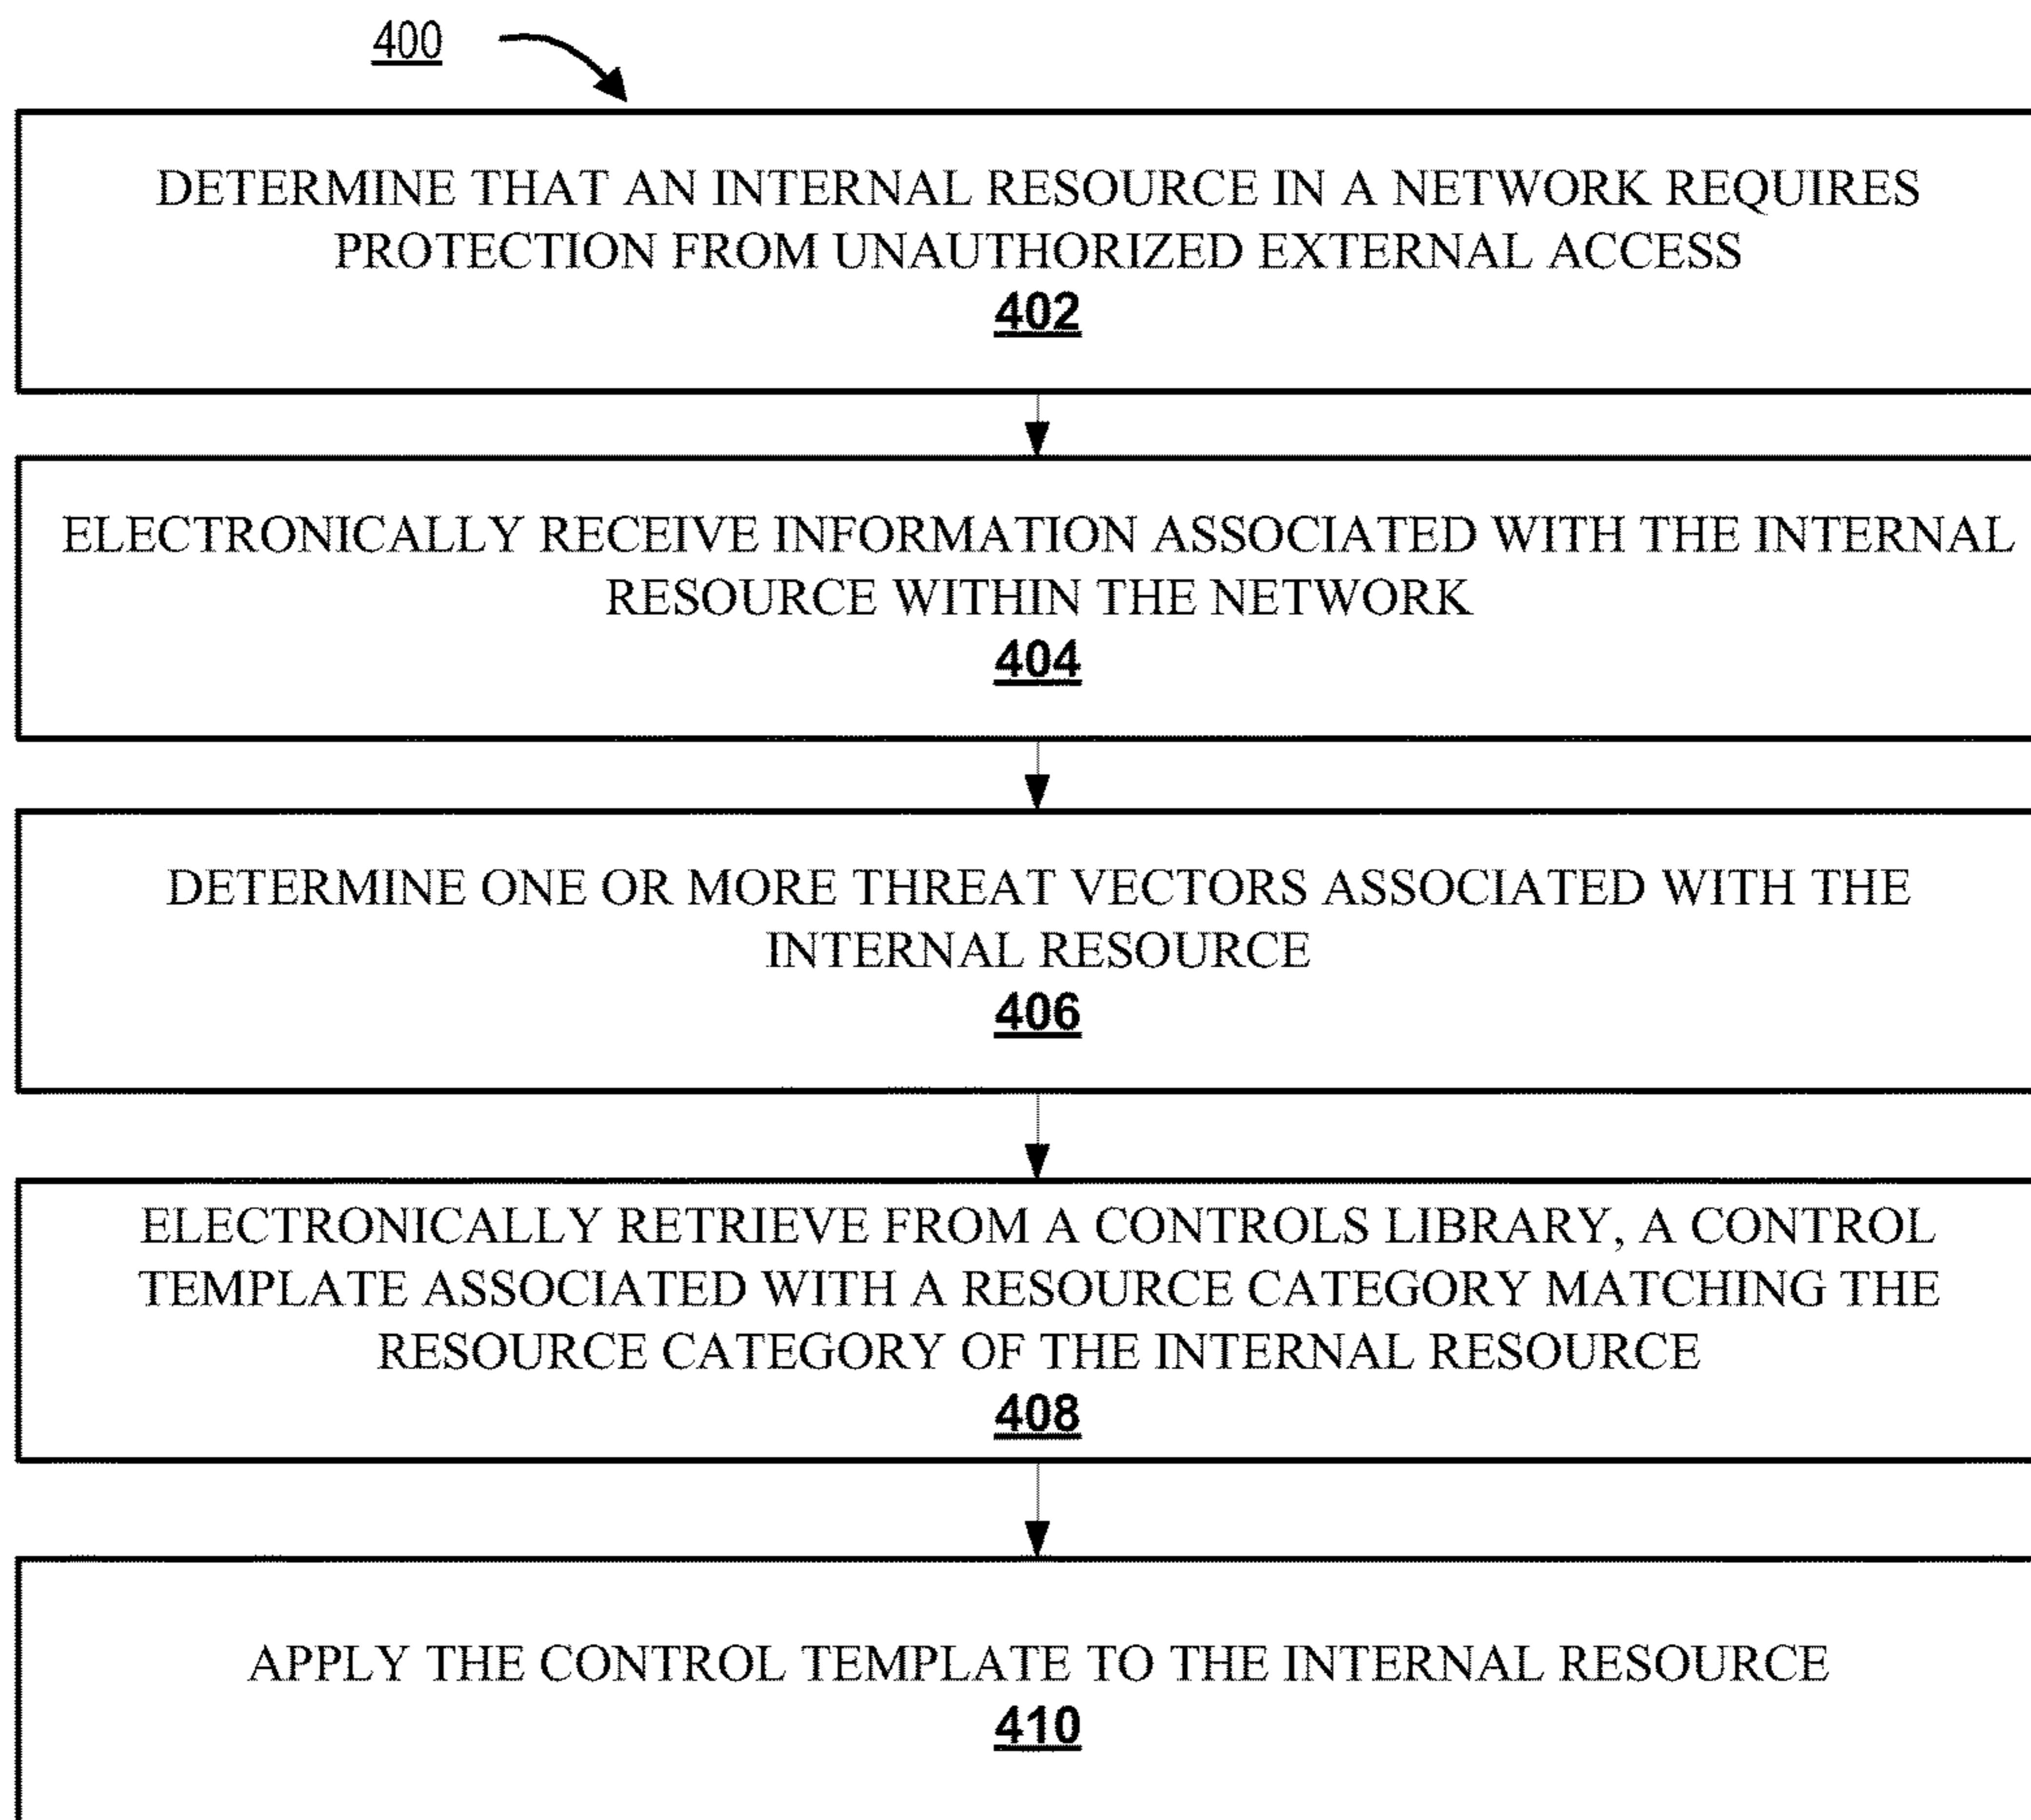 400
DETERMINE THAT AN INTERNAL RESOURCE IN A NETWORK REQUIRES
PROTECTION FROM UNAUTHORIZED EXTERNAL ACCESS
402
ELECTRONICALLY RECEIVE INFORMATION ASSOCIATED WITH THE INTERNAL
RESOURCE WITHIN THE NETWORK
404
DETERMINE ONE OR MORE THREAT VECTORS ASSOCIATED WITH THE
INTERNAL RESOURCE
406
ELECTRONICALLY RETRIEVE FROM A CONTROLS LIBRARY, A CONTROL
TEMPLATE ASSOCIATED WITH A RESOURCE CATEGORY MATCHING THE
RESOURCE CATEGORY OF THE INTERNAL RESOURCE
408
APPLY THE CONTROL TEMPLATE TO THE INTERNAL RESOURCE
410